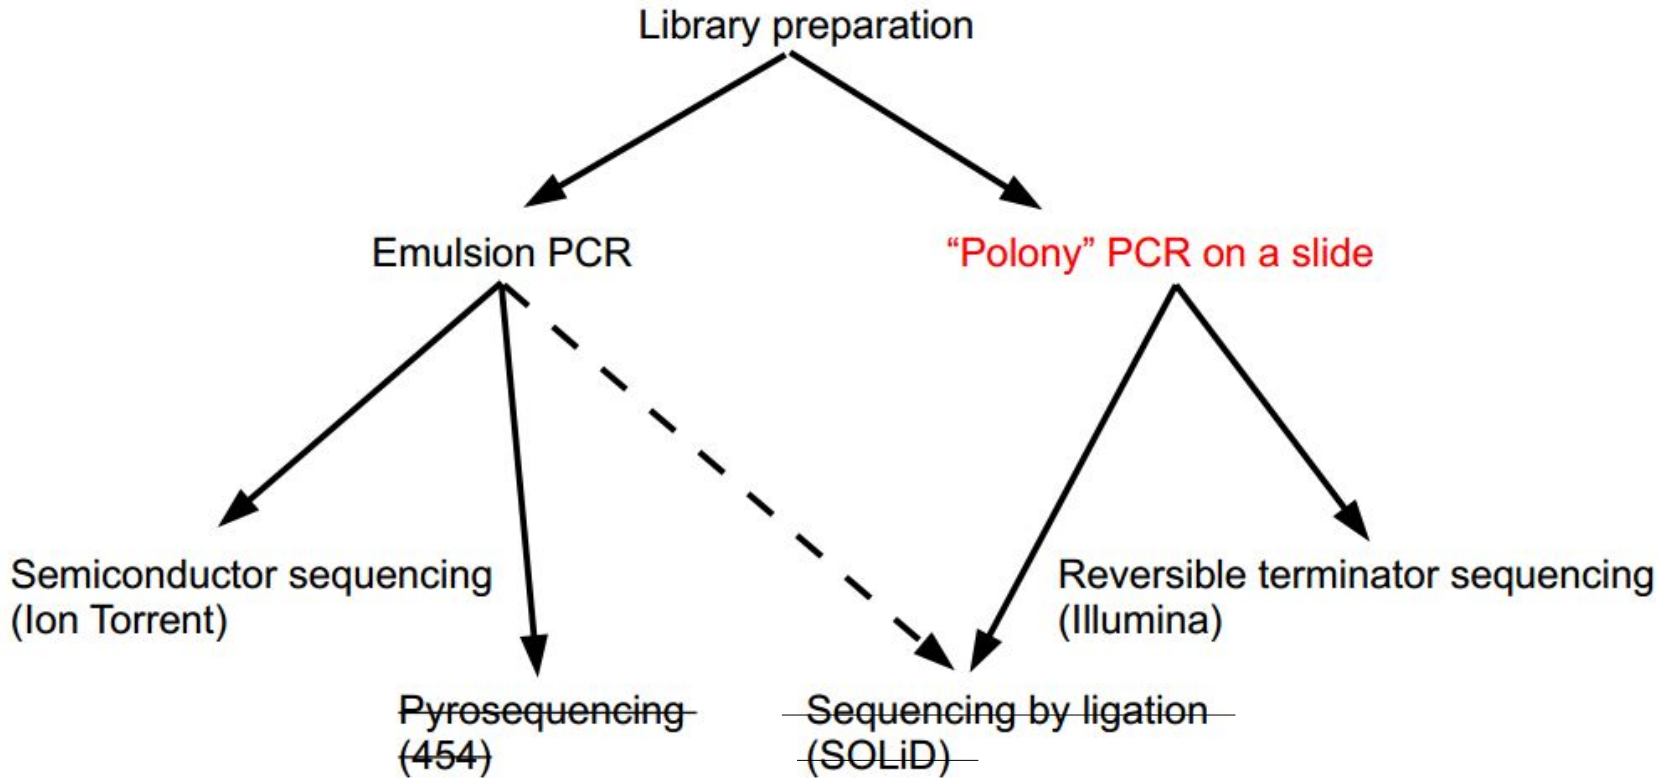 Library preparation
Emulsion PCR
“Polony” PCR on a slide
Semiconductor sequencing
(Ion Torrent)
Reversible terminator sequencing
(Illumina)
Pyrosequencing
(454)
Sequencing by ligation
(SOLiD)